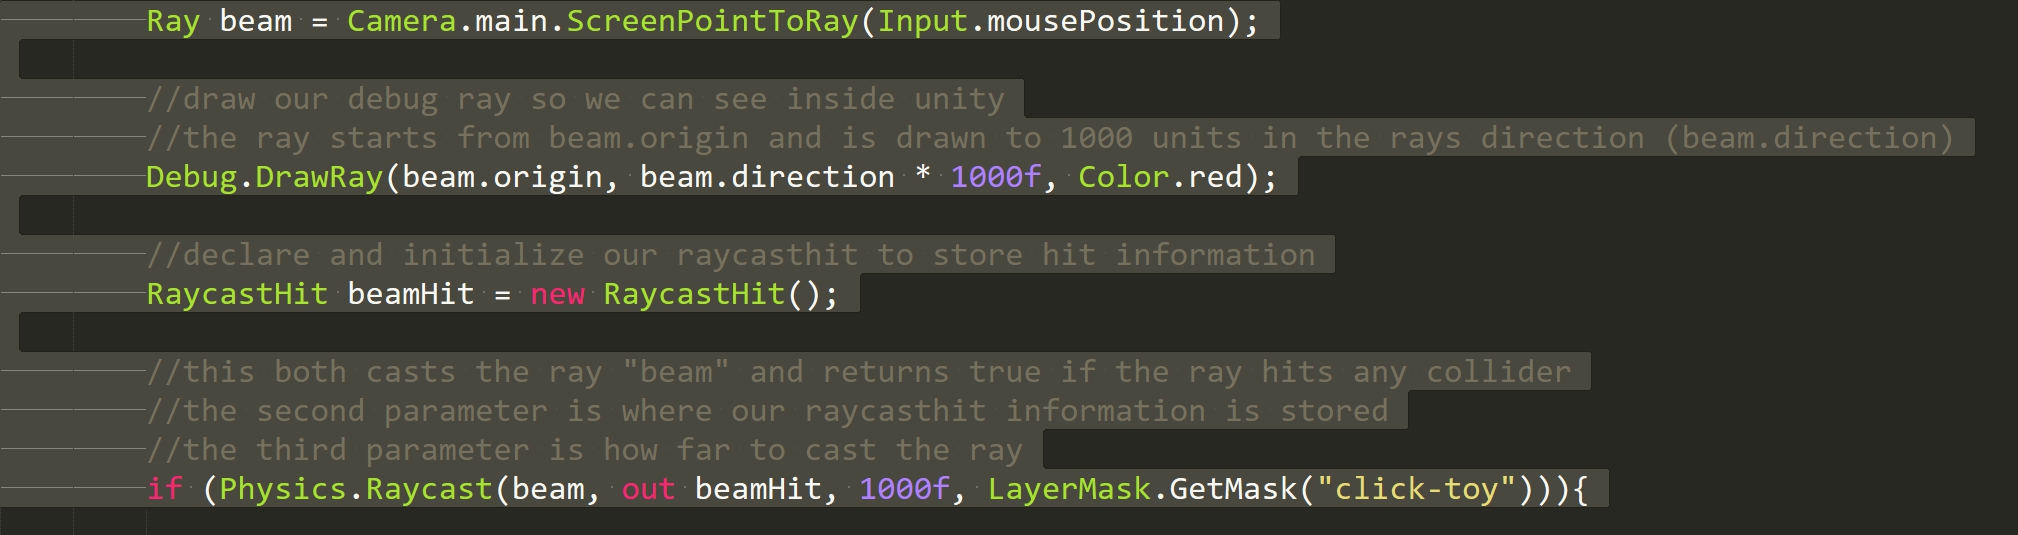 Ray beam = Camera.main.ScreenPointToRay(Input.mousePosition);
//draw our debug ray so we can see inside unity
//the ray starts from beam.origin and is drawn to 1000 units in the rays direction (beam.direction)
Debug.DrawRay(beam.origin, beam.direction * 1000f, Color.red);
//declare and initialize our raycasthit to store hit information
RaycastHit beamHit = new RaycastHit();
//this both casts the ray "beam" and returns true if the ray hits any collider
//the second parameter is where our raycasthit information is stored
//the third parameter is how far to cast the ray
if (Physics.Raycast(beam, out beamHit, 1000f, LayerMask.GetMask("click-toy"))){